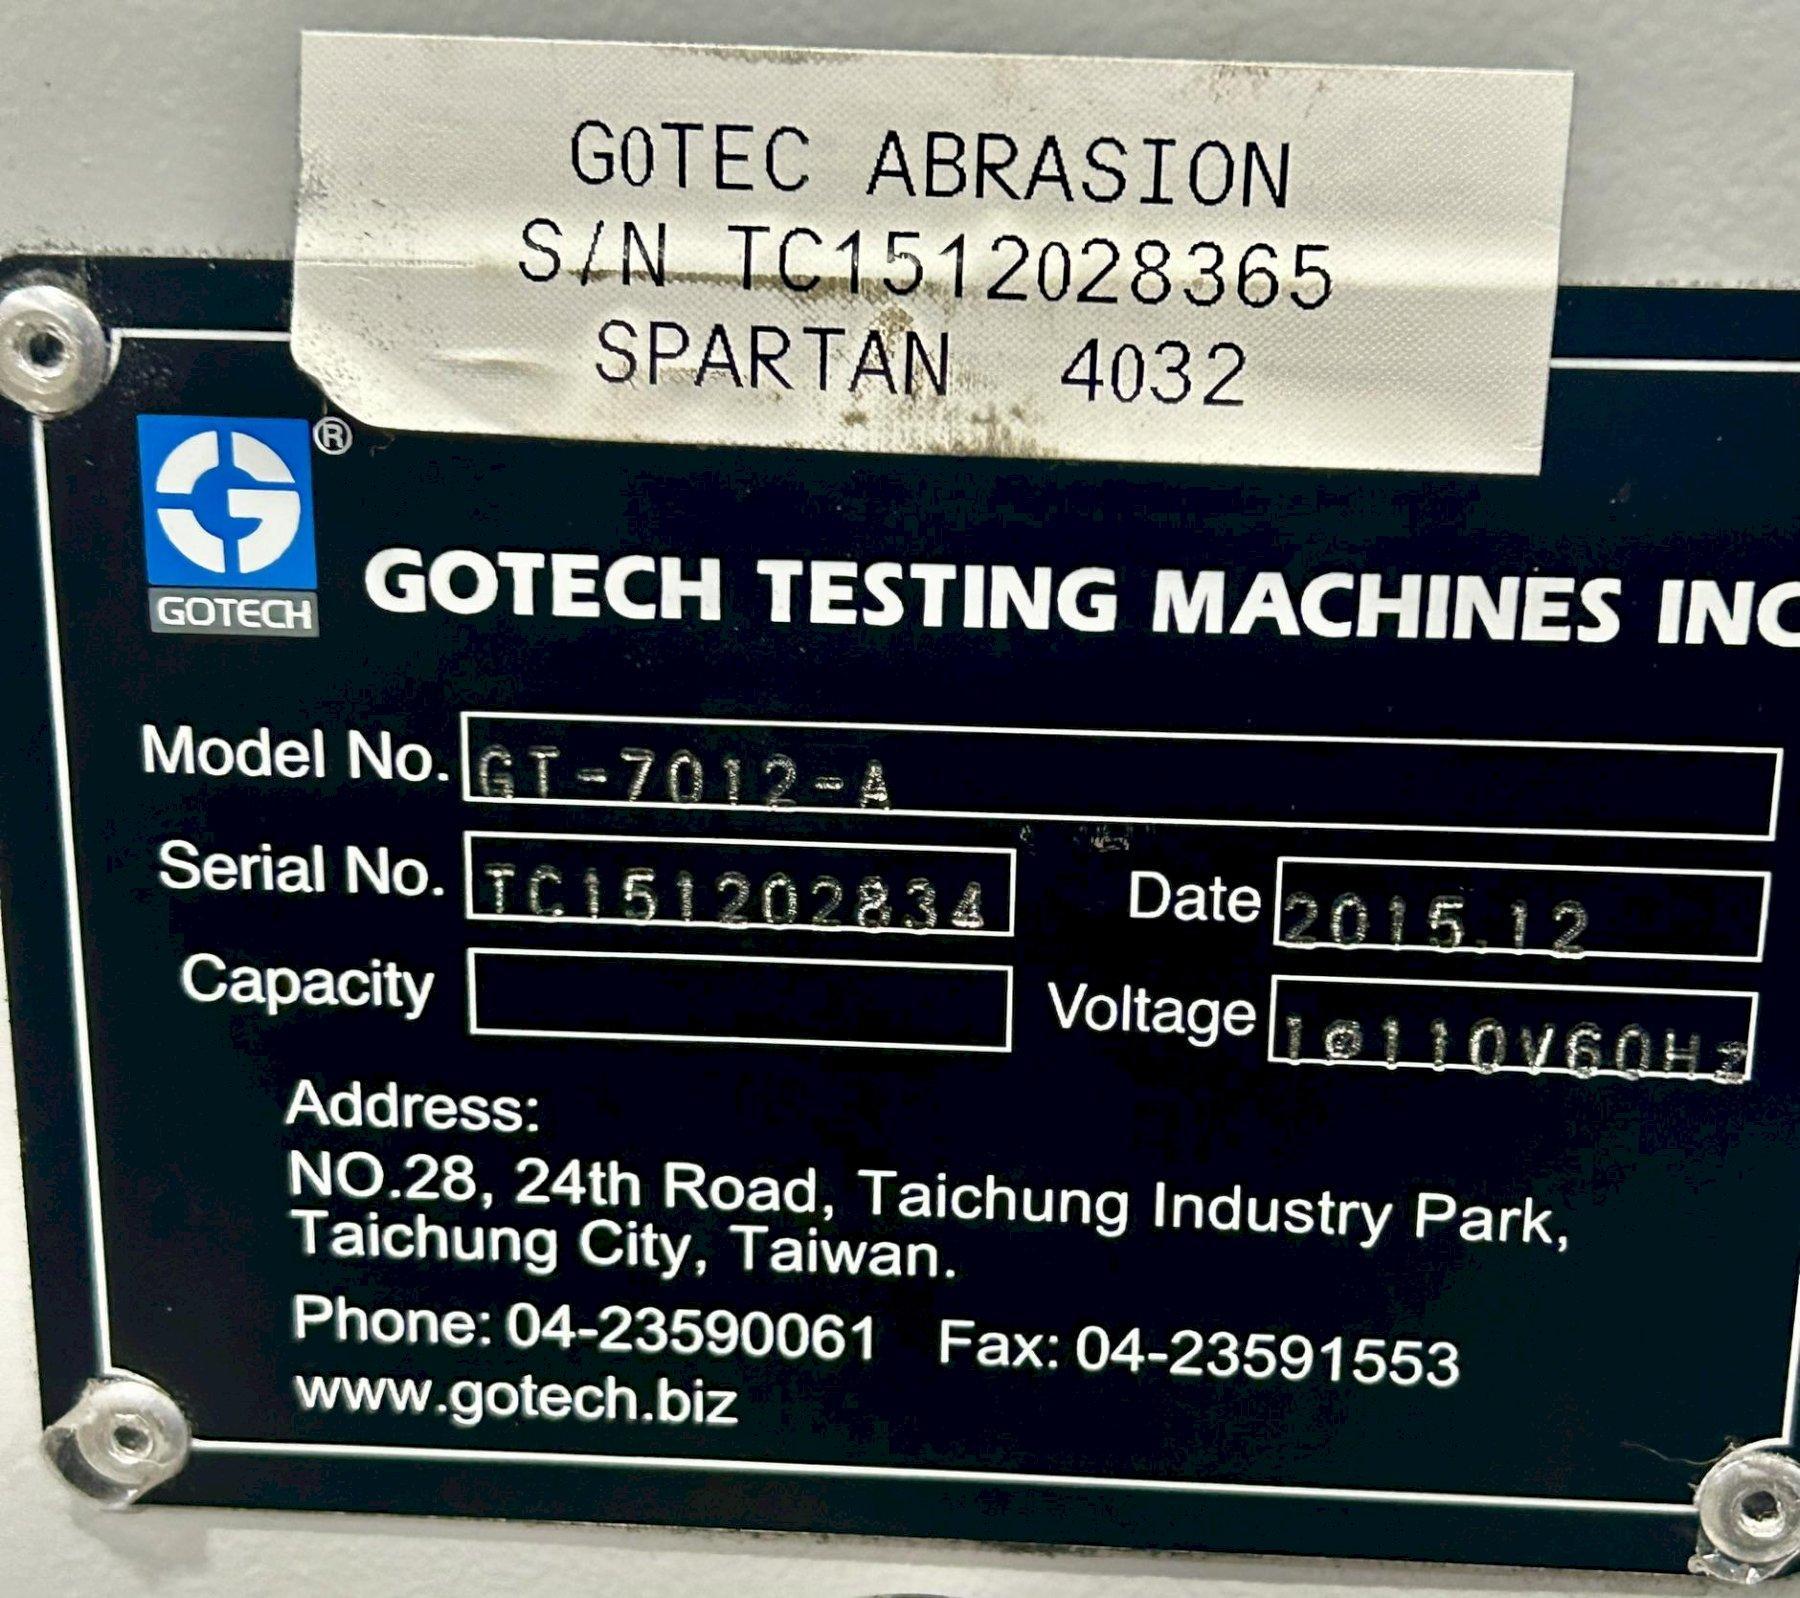 GOTEC ABRASION
S/N TC1512028365
SPARTAN 4032
®
GOTECH
GOTECH TESTING MACHINES INC
Model No. GT-7012-A
Serial No. TC151202834
Date 2015.12
Capacity
Voltage 1Ø110V60Hz
Address:
NO.28, 24th Road, Taichung Industry Park,
Taichung City, Taiwan.
Phone: 04-23590061 Fax: 04-23591553
www.gotech.biz